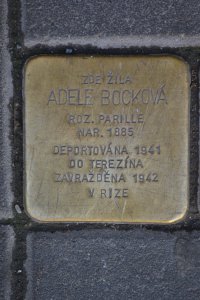 ZDE ŽILA
ADELE BOCKOVÁ
ROZ. PARILLE
NAR. 1885
DEPORTOVÁNA 1941
DO TEREZÍNA
ZAVRAŽDĚNA 1942
V RIZE